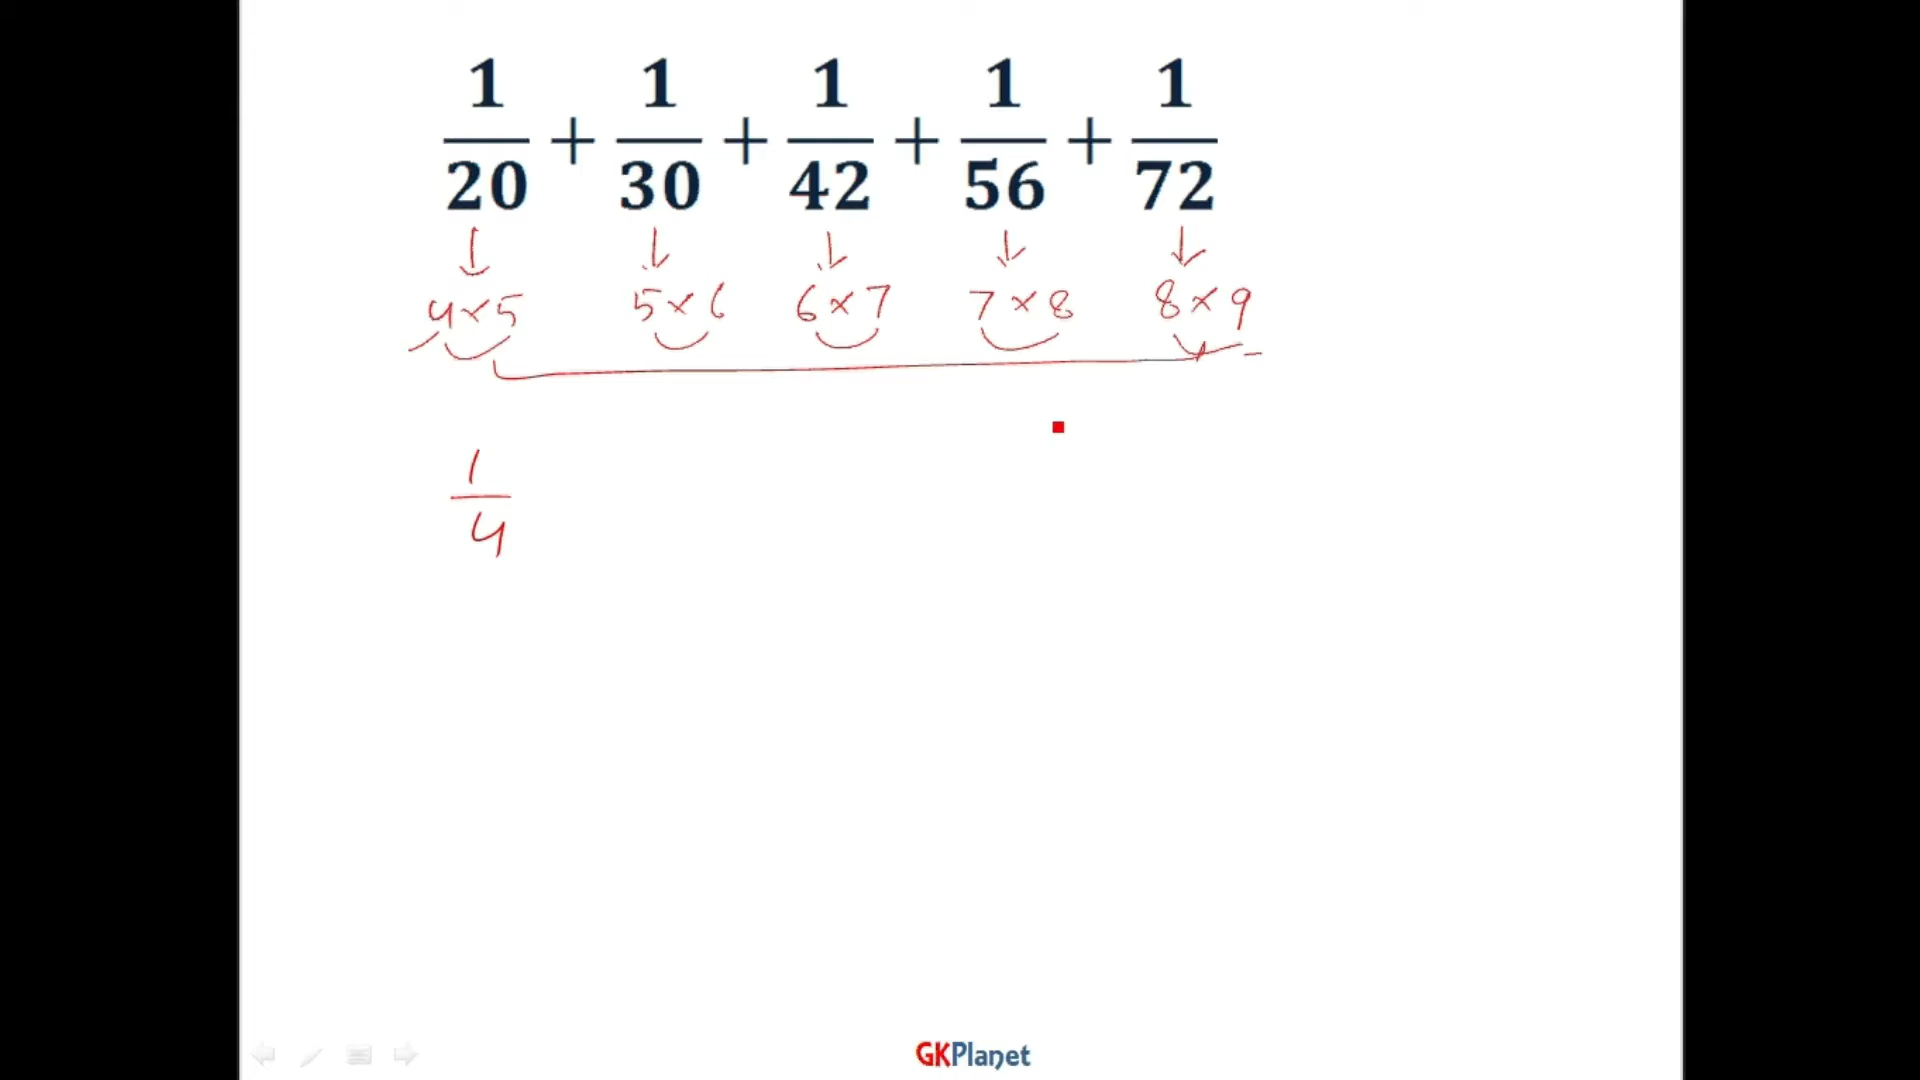 1/20 + 1/30 + 1/42 + 1/56 + 1/72
4×5 5×6 6×7 7×8 8×9
1/4
GKPlanet